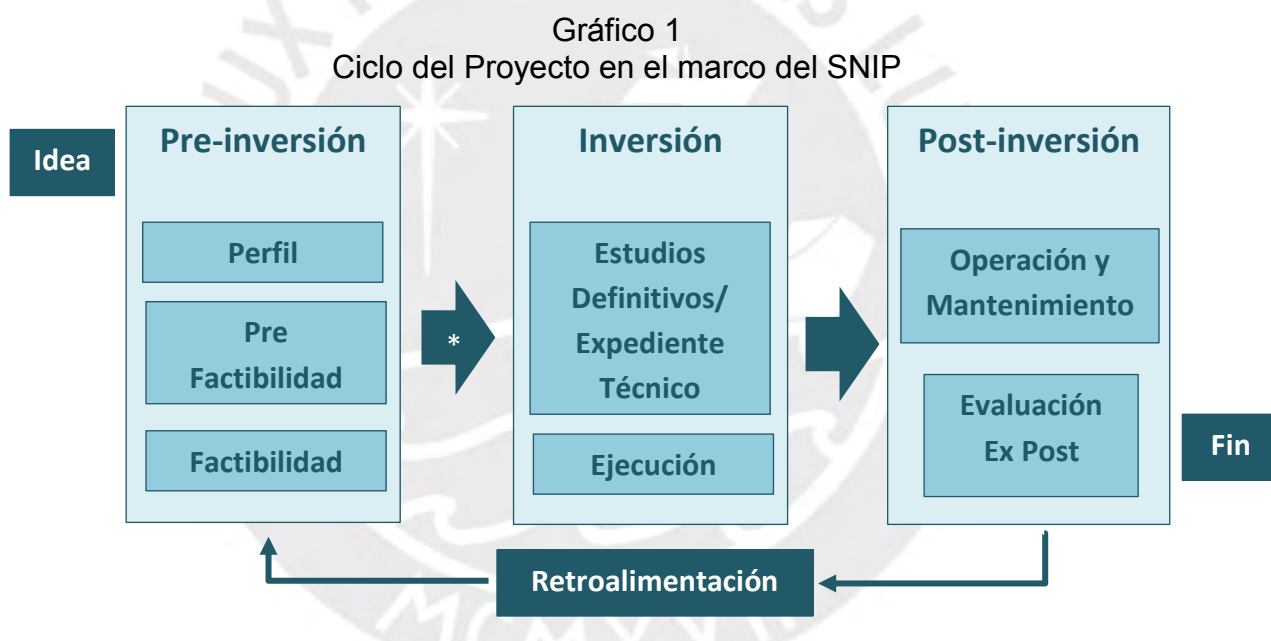 Gráfico 1
Ciclo del Proyecto en el marco del SNIP
Idea
Pre-inversión
Perfil
Pre
Factibilidad
Factibilidad
*
Inversión
Estudios
Definitivos/
Expediente
Técnico
Ejecución
Post-inversión
Operación y
Mantenimiento
Evaluación
Ex Post
Fin
Retroalimentación